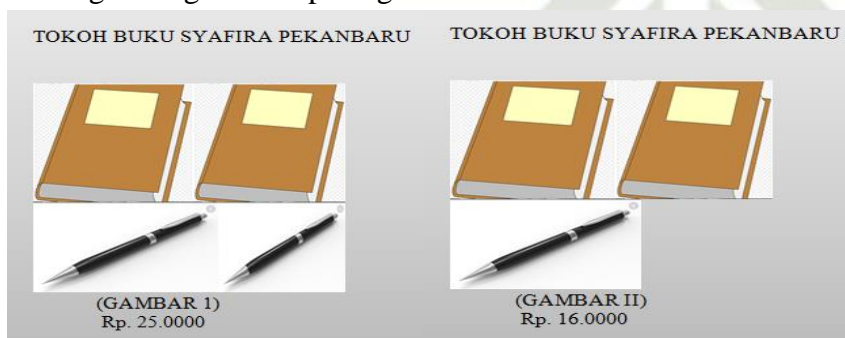 TOKOH BUKU SYAFIRA PEKANBARU
(GAMBAR 1)
Rp. 25.0000
TOKOH BUKU SYAFIRA PEKANBARU
(GAMBAR II)
Rp. 16.0000